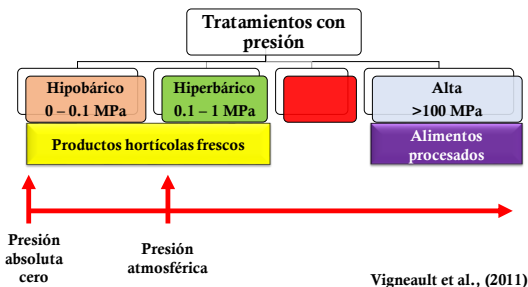 Tratamientos con
presión
Hipobárico
0 – 0.1 MPa
Hiperbárico
0.1 – 1 MPa
Alta
>100 MPa
Productos hortícolas frescos
Alimentos
procesados
Presión
absoluta
cero
Presión
atmosférica
Vigneault et al., (2011)